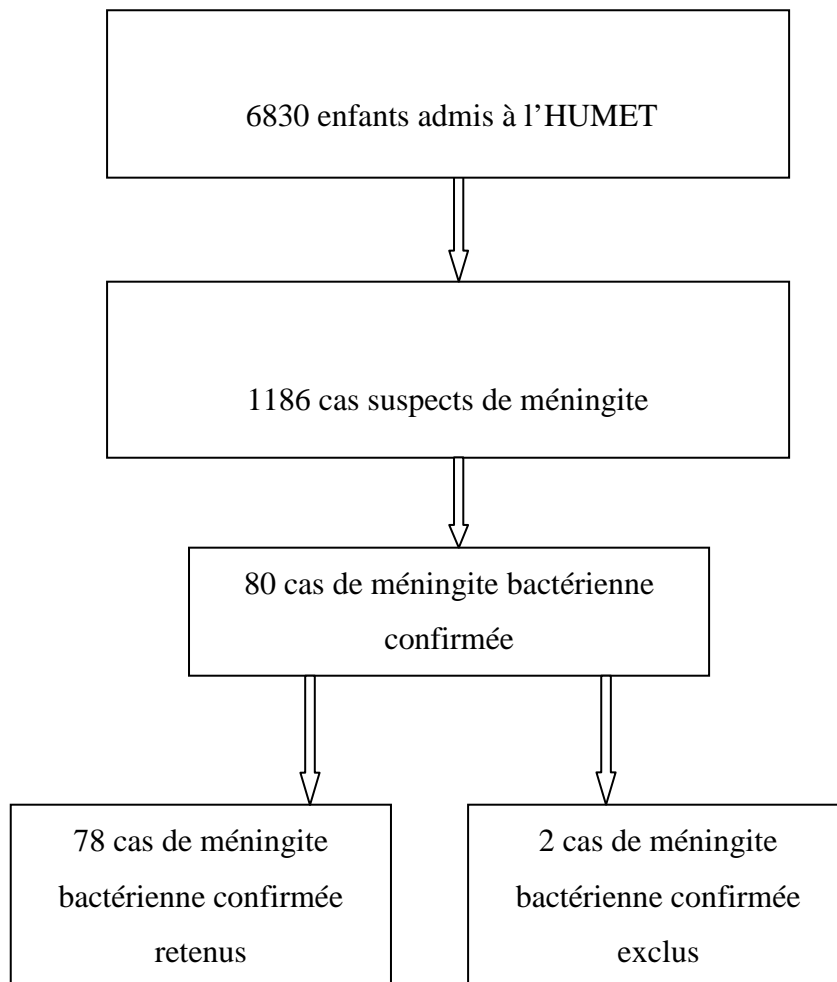 6830 enfants admis à l’HUMET
1186 cas suspects de méningite
80 cas de méningite bactérienne
confirmée
78 cas de méningite
bactérienne confirmée
retenus
2 cas de méningite
bactérienne confirmée
exclus